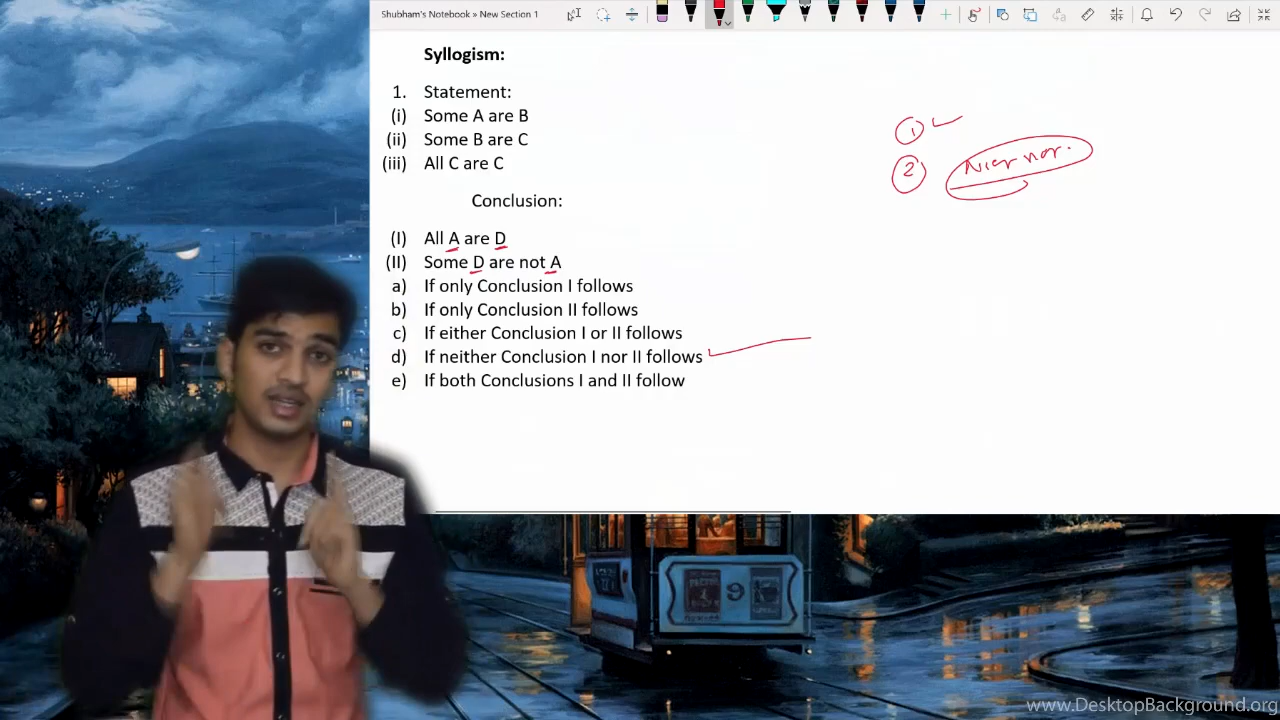 Shubham's Notebook » New Section 1
Syllogism:
1. Statement:
(i) Some A are B
(ii) Some B are C
(iii) All C are C
Conclusion:
(I) All A are D
(II) Some D are not A
a) If only Conclusion I follows
b) If only Conclusion II follows
c) If either Conclusion I or II follows
d) If neither Conclusion I nor II follows
e) If both Conclusions I and II follow
1
2 nor.
9
www.DesktopBackground.org